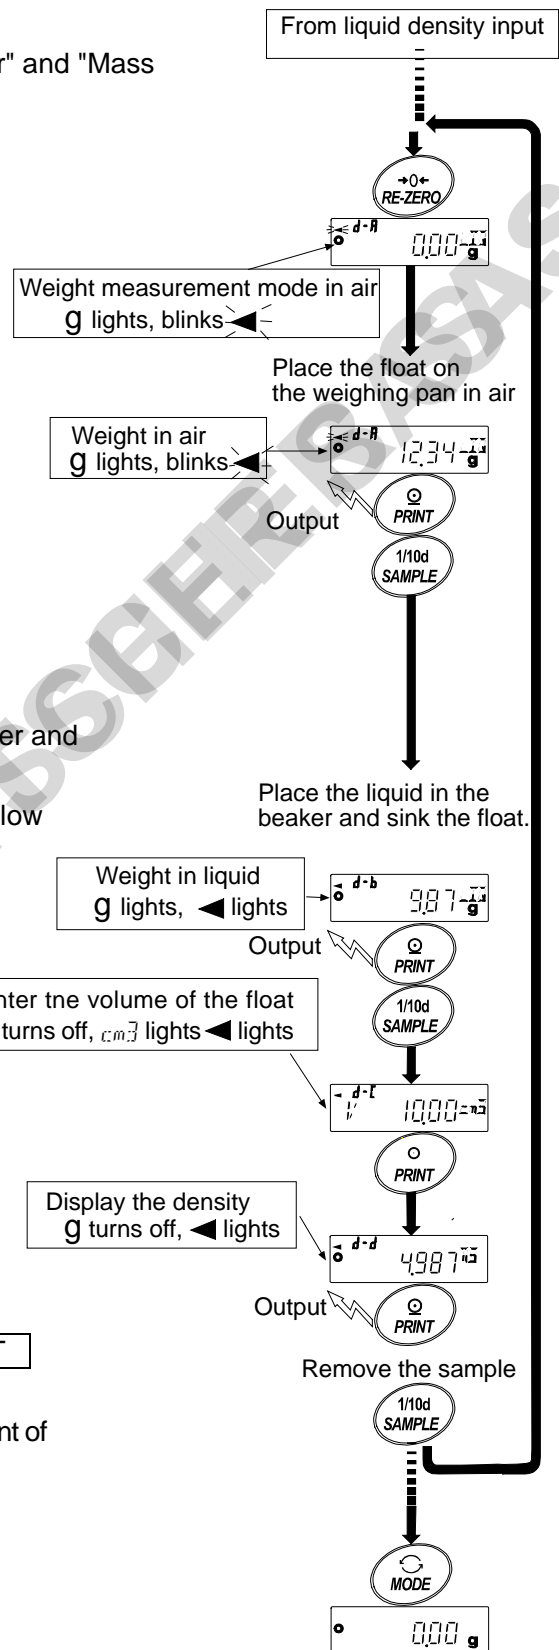 From liquid density input
r" and "Mass
→0←
RE-ZERO
d-A
0.00 g
Weight measurement mode in air
g lights, blinks
Place the float on
the weighing pan in air
d-A
12.34 g
Weight in air
g lights, blinks
Output
PRINT
1/10d
SAMPLE
er and
low
Place the liquid in the
beaker and sink the float.
Weight in liquid
g lights, ◀ lights
d-b
9.87 g
Output
PRINT
1/10d
SAMPLE
nter tne volume of the float
turns off, cm3 lights ◀ lights
d-C
V 10.00 cm3
PRINT
Display the density
g turns off, ◀ lights
d-d
4.987
Output
PRINT
Remove the sample
1/10d
SAMPLE
nt of
MODE
0.00 g